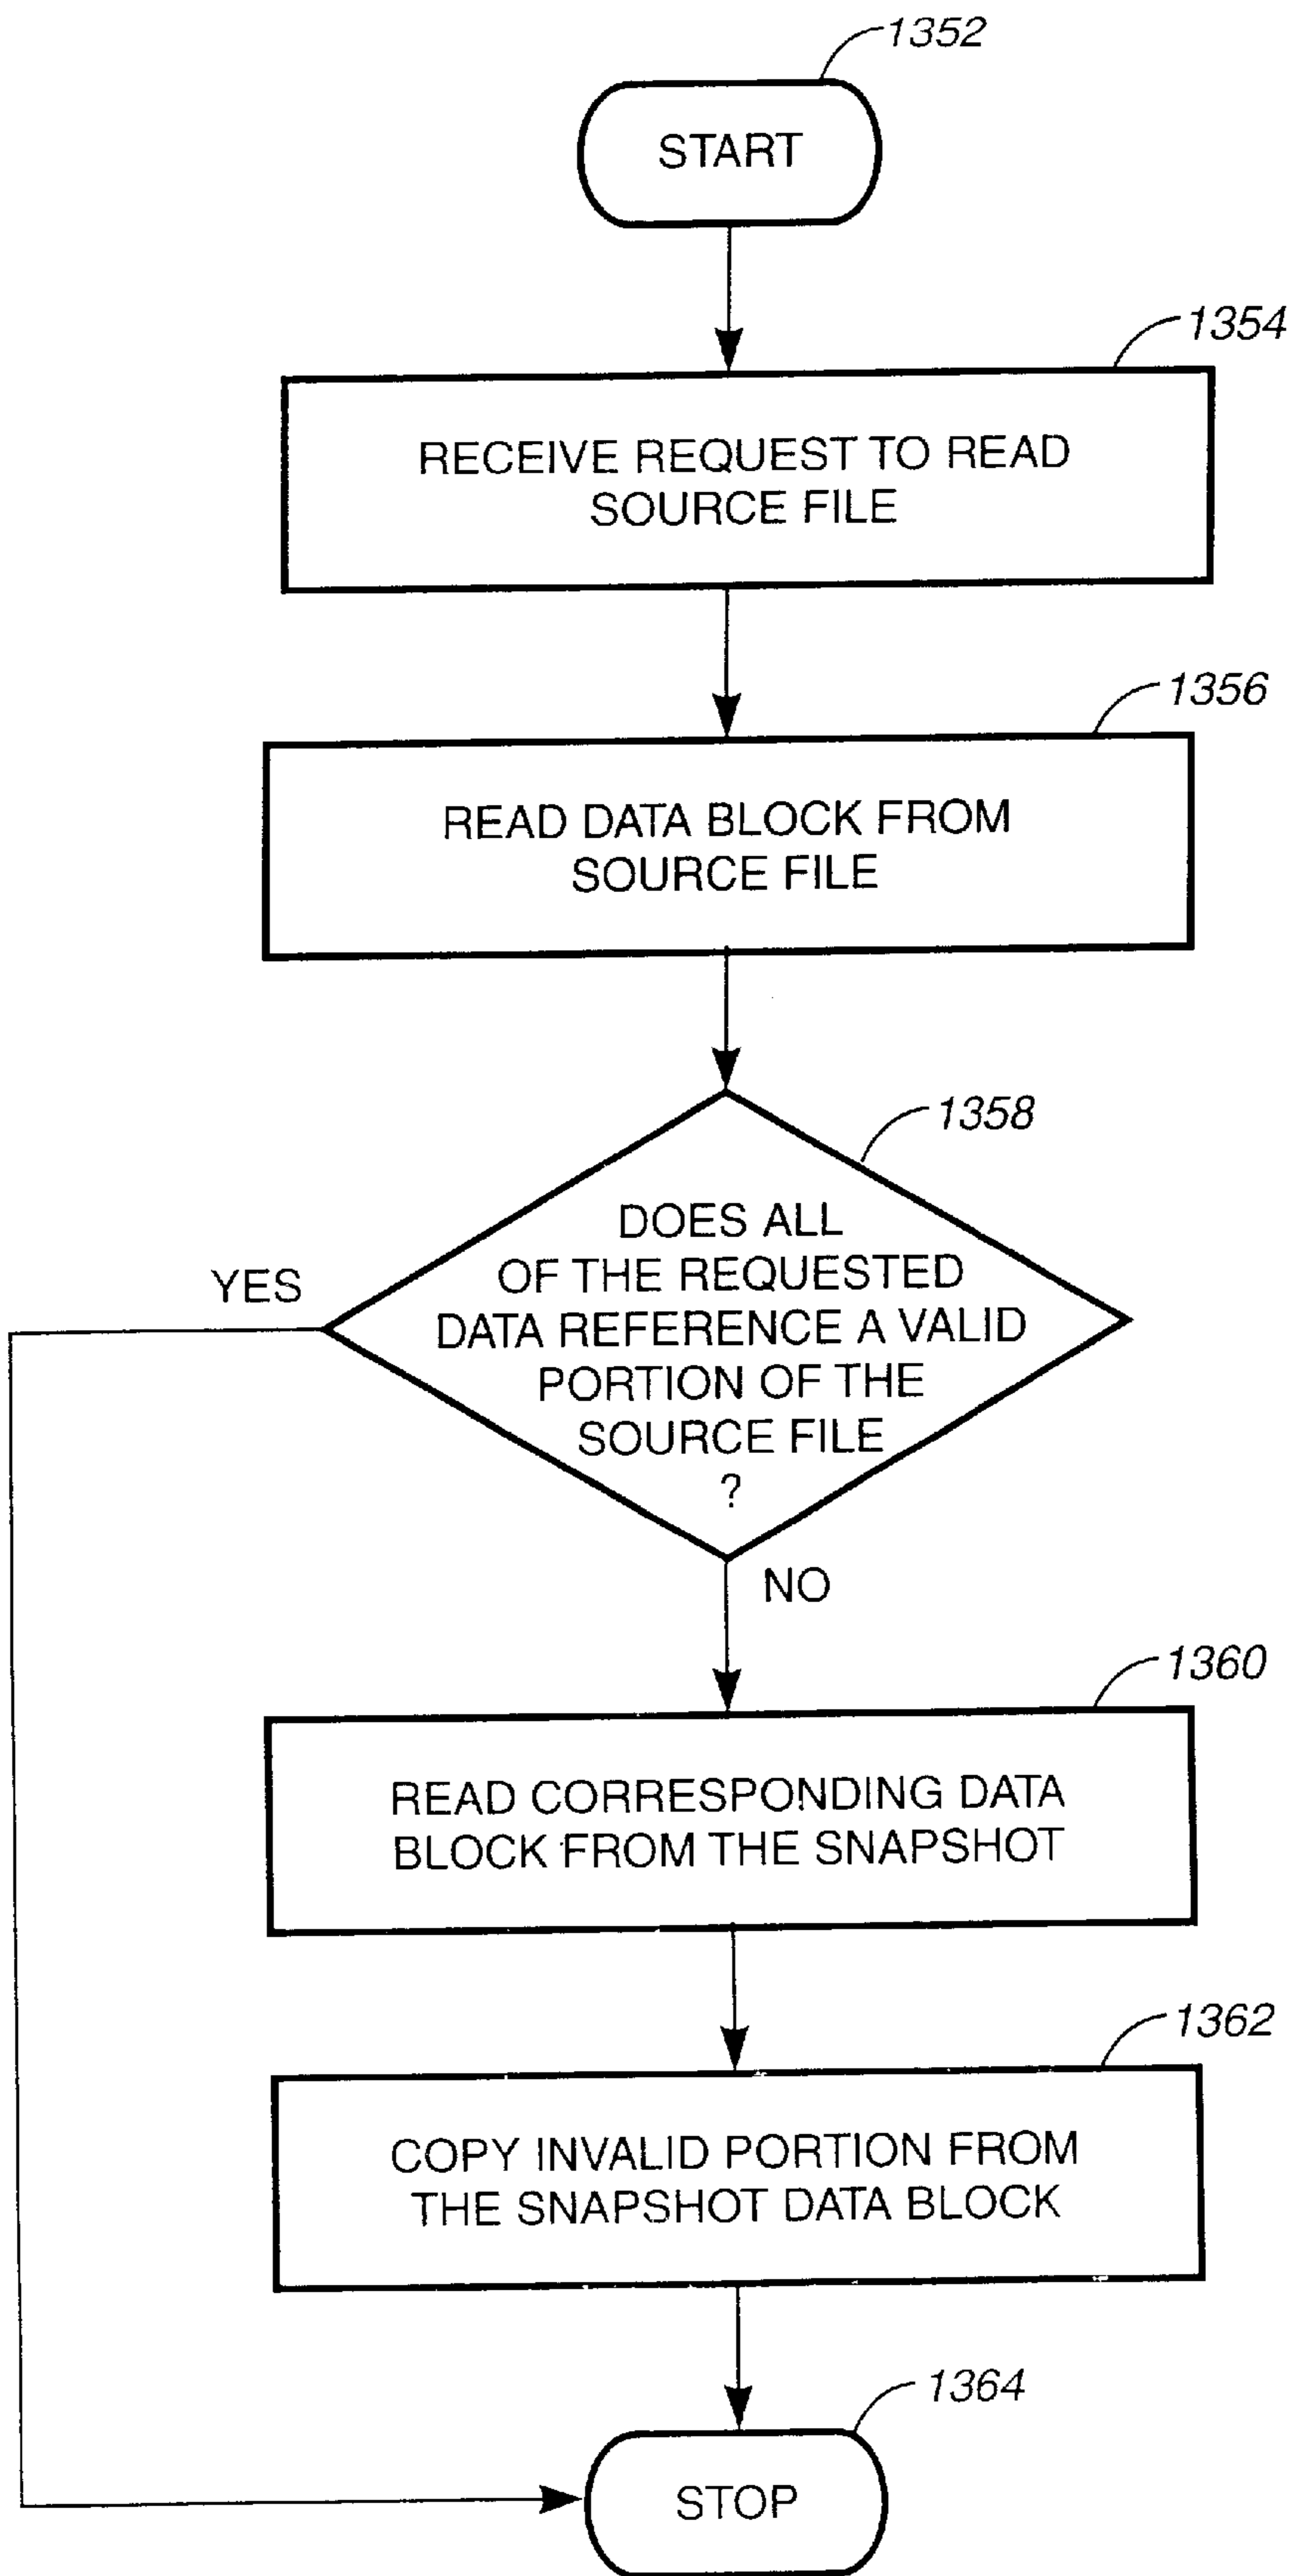 1352
START
1354
RECEIVE REQUEST TO READ
SOURCE FILE
1356
READ DATA BLOCK FROM
SOURCE FILE
1358
DOES ALL
OF THE REQUESTED
DATA REFERENCE A VALID
PORTION OF THE
SOURCE FILE
?
YES
NO
1360
READ CORRESPONDING DATA
BLOCK FROM THE SNAPSHOT
1362
COPY INVALID PORTION FROM
THE SNAPSHOT DATA BLOCK
1364
STOP